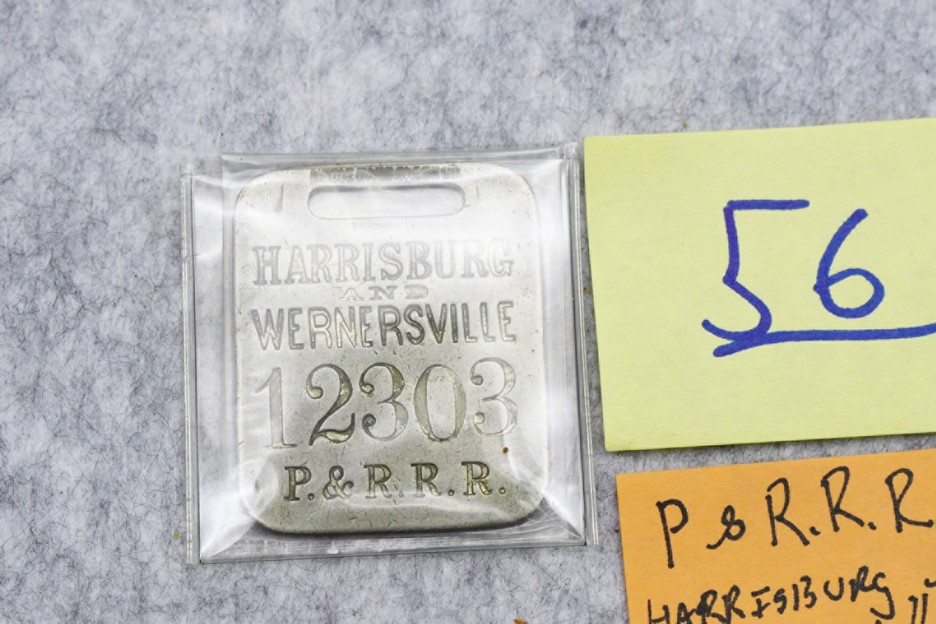 HARRISBURG
AND
WERNERSVILLE
12303
P. & R. R. R.
56
P & R. R. R
HARRISBURG